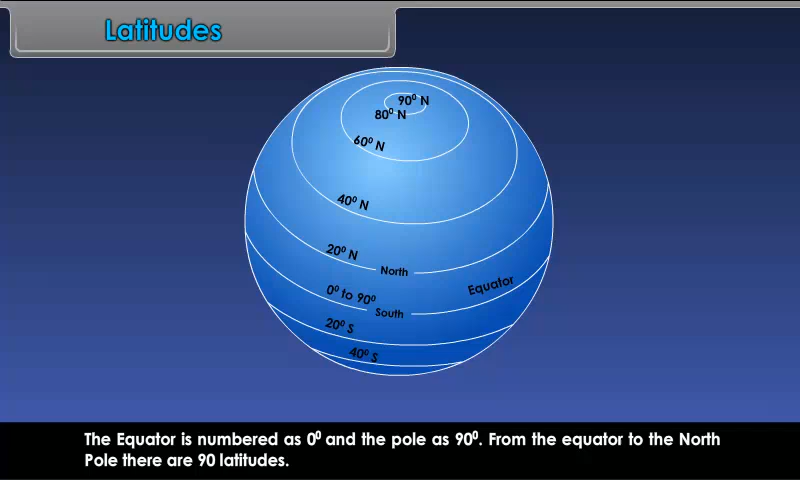 Latitudes
90⁰ N
80⁰ N
60⁰ N
40⁰ N
20⁰ N
North
Equator
0⁰ to 90⁰
South
20⁰ S
40⁰ S
The Equator is numbered as 0⁰ and the pole as 90⁰. From the equator to the North
Pole there are 90 latitudes.